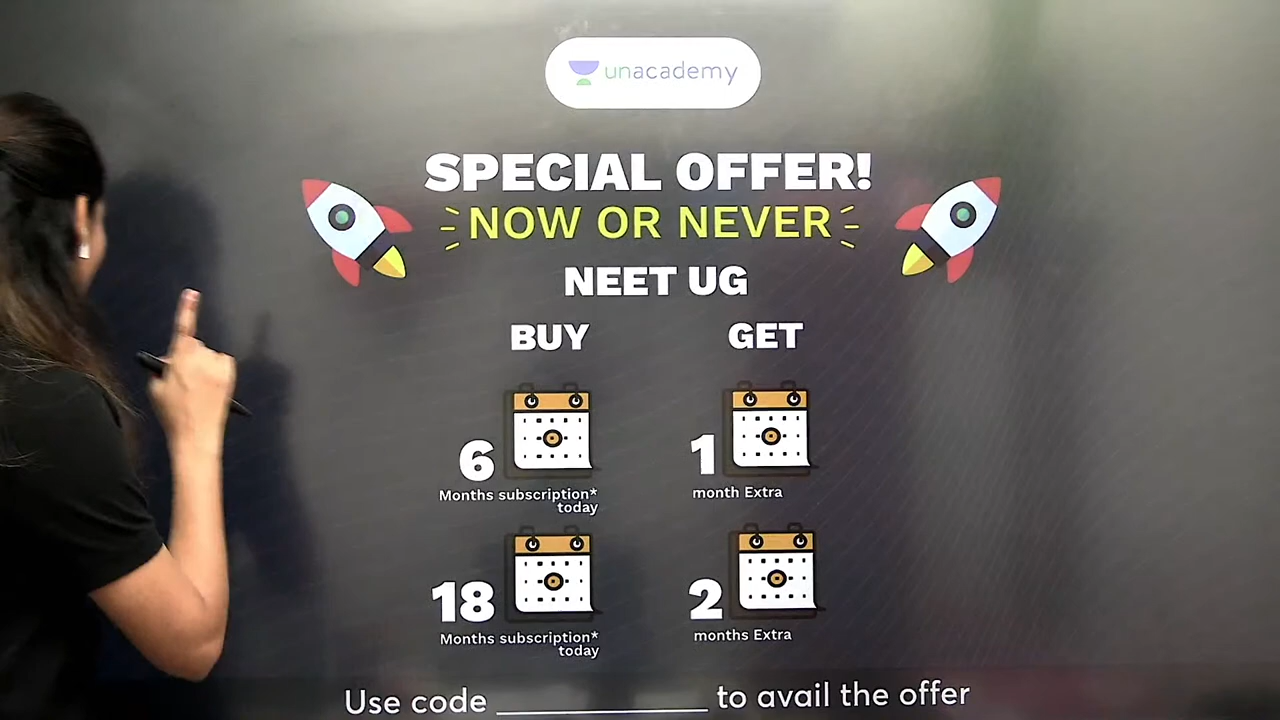 unacademy
SPECIAL OFFER!
NOW OR NEVER
NEET UG
BUY GET
6 1
Months subscription* month Extra
today
18 2
Months subscription* months Extra
today
Use code ____________ to avail the offer